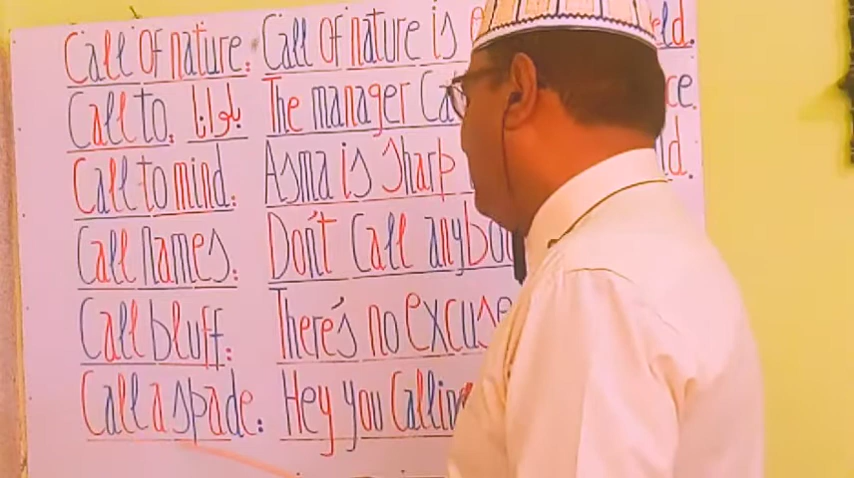 Call Of nature: Call Of nature is
Call to: بلوانا The manager Ca
Call to mind: Asma is sharp
Call names: Don't Call anybo
Call bluff: There's no excuse
Call a spade: Hey you Callin